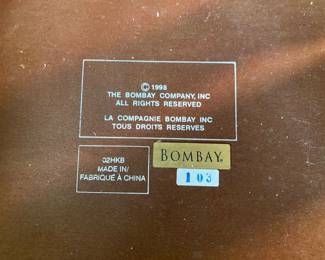 © 1998
THE BOMBAY COMPANY, INC
ALL RIGHTS RESERVED
LA COMPAGNIE BOMBAY INC
TOUS DROITS RESERVES
02HKB
MADE IN/
FABRIQUÉ À CHINA
BOMBAY®
103